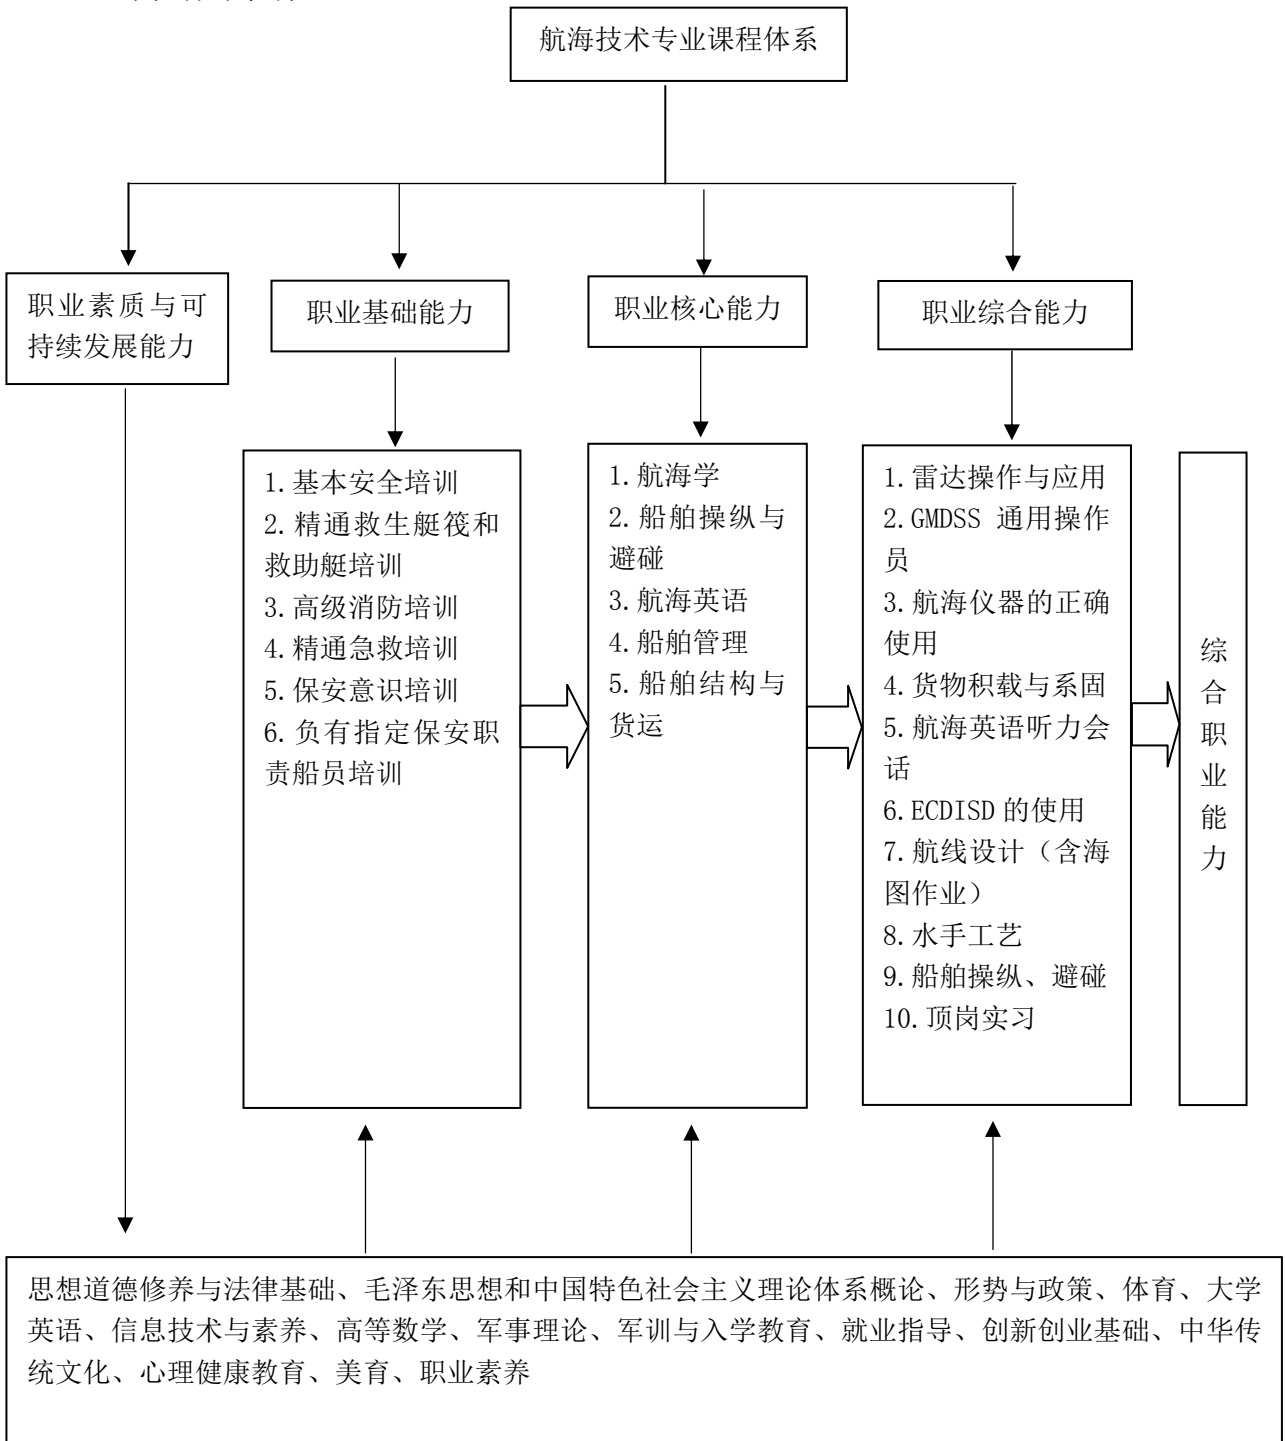 航海技术专业课程体系
职业素质与可
持续发展能力
职业基础能力
职业核心能力
职业综合能力
1.基本安全培训
2.精通救生艇筏和
救助艇培训
3.高级消防培训
4.精通急救培训
5.保安意识培训
6.负有指定保安职
责船员培训
1.航海学
2.船舶操纵与
避碰
3.航海英语
4.船舶管理
5.船舶结构与
货运
1.雷达操作与应用
2.GMDSS 通用操作
员
3.航海仪器的正确
使用
4.货物积载与系固
5.航海英语听力会
话
6.ECDISD 的使用
7.航线设计（含海
图作业）
8.水手工艺
9.船舶操纵、避碰
10.顶岗实习
综
合
职
业
能
力
思想道德修养与法律基础、毛泽东思想和中国特色社会主义理论体系概论、形势与政策、体育、大学
英语、信息技术与素养、高等数学、军事理论、军训与入学教育、就业指导、创新创业基础、中华传
统文化、心理健康教育、美育、职业素养